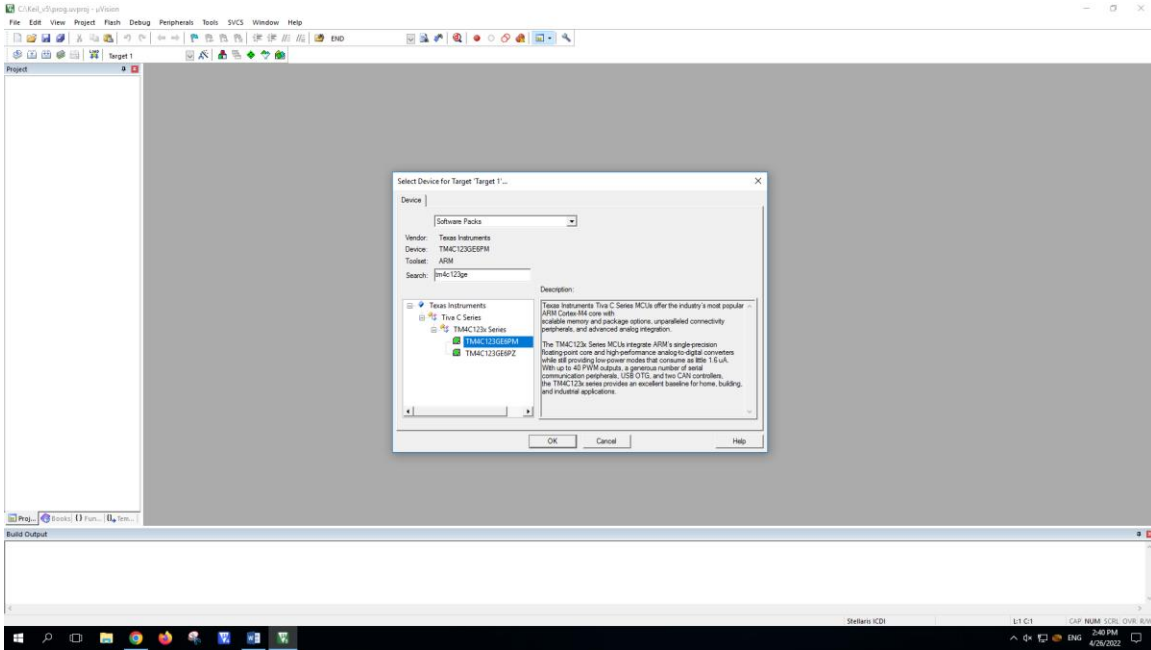 C:\Keil_v5\prog.uvproj - µVision
File Edit View Project Flash Debug Peripherals Tools SVCS Window Help
END
LOAD Target 1
Project
Select Device for Target 'Target 1'...
Device
Software Packs
Vendor: Texas Instruments
Device: TM4C123GE6PM
Toolset: ARM
Search: tm4c123ge
Description:
Texas Instruments
Tiva C Series
TM4C123x Series
TM4C123GE6PM
TM4C123GE6PZ
Texas Instruments Tiva C Series MCUs offer the industry's most popular
ARM Cortex-M4 core with
scalable memory and package options, unparalleled connectivity
peripherals, and advanced analog integration.
The TM4C123x Series MCUs integrate ARM's single-precision
floating-point core and high-performance analog-to-digital converters
while still providing low-power modes that consume as little 1.6 uA.
With up to 40 PWM outputs, a generous number of serial
communication peripherals, USB OTG, and two CAN controllers,
the TM4C123x series provides an excellent baseline for home, building,
and industrial applications.
OK Cancel Help
Proj... Books {} Fun... Tem...
Build Output
Stellaris ICDI L:1 C:1 CAP NUM SCRL OVR R/W
ENG 2:40 PM
4/26/2022